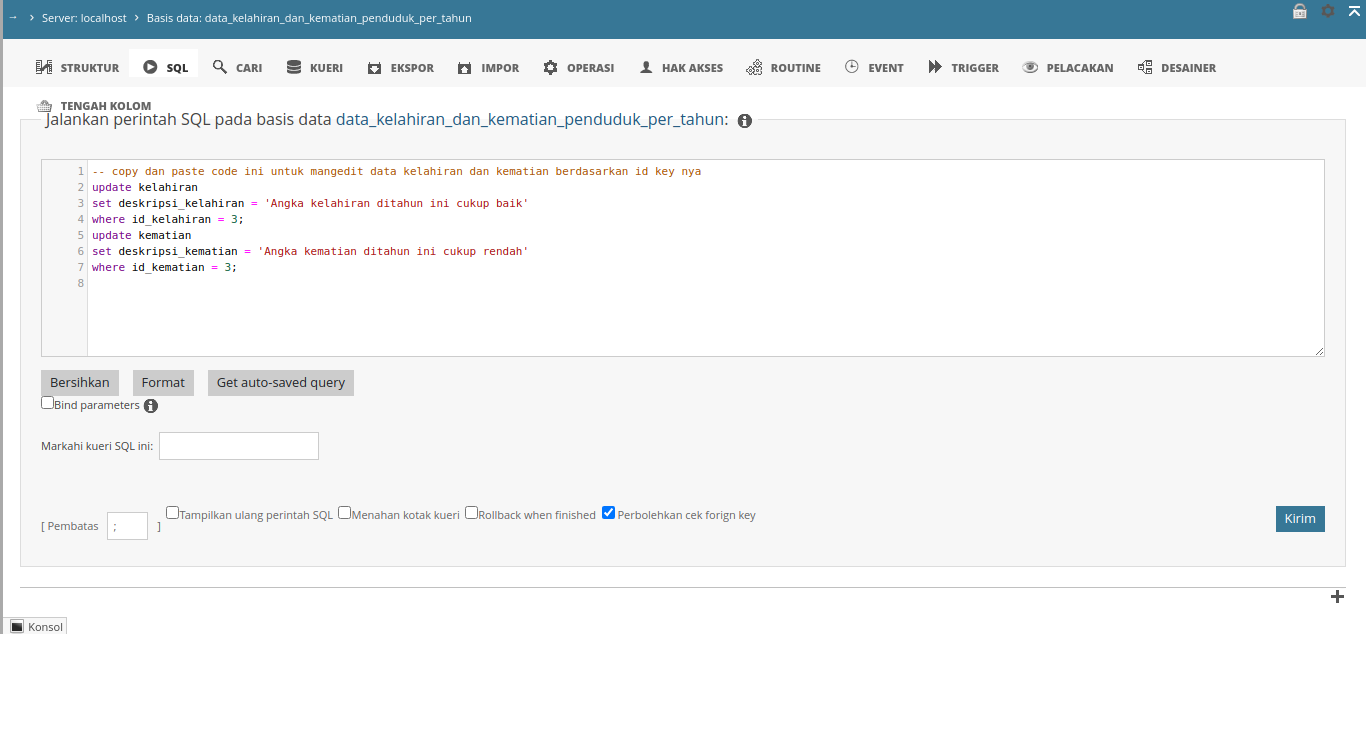 → › Server: localhost › Basis data: data_kelahiran_dan_kematian_penduduk_per_tahun
STRUKTUR SQL CARI KUERI EKSPOR IMPOR OPERASI HAK AKSES ROUTINE EVENT TRIGGER PELACAKAN DESAINER
TENGAH KOLOM
Jalankan perintah SQL pada basis data data_kelahiran_dan_kematian_penduduk_per_tahun:
1 -- copy dan paste code ini untuk mangedit data kelahiran dan kematian berdasarkan id key nya
2 update kelahiran
3 set deskripsi_kelahiran = 'Angka kelahiran ditahun ini cukup baik'
4 where id_kelahiran = 3;
5 update kematian
6 set deskripsi_kematian = 'Angka kematian ditahun ini cukup rendah'
7 where id_kematian = 3;
8
Bersihkan Format Get auto-saved query
Bind parameters
Markahi kueri SQL ini:
[ Pembatas ; ] Tampilkan ulang perintah SQL Menahan kotak kueri Rollback when finished Perbolehkan cek forign key Kirim
Konsol